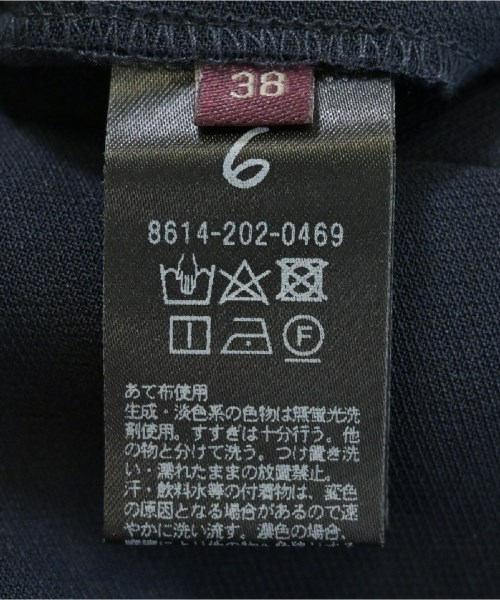 38
6
8614-202-0469
F
あて布使用
生成・淡色系の色物は無蛍光洗
剤使用。すすぎは十分行う。他
の物と分けて洗う。つけ置き洗
い・濡れたままの放置禁止。
汗・飲料水等の付着物は、変色
の原因となる場合があるので速
やかに洗い流す。濃色の場合、